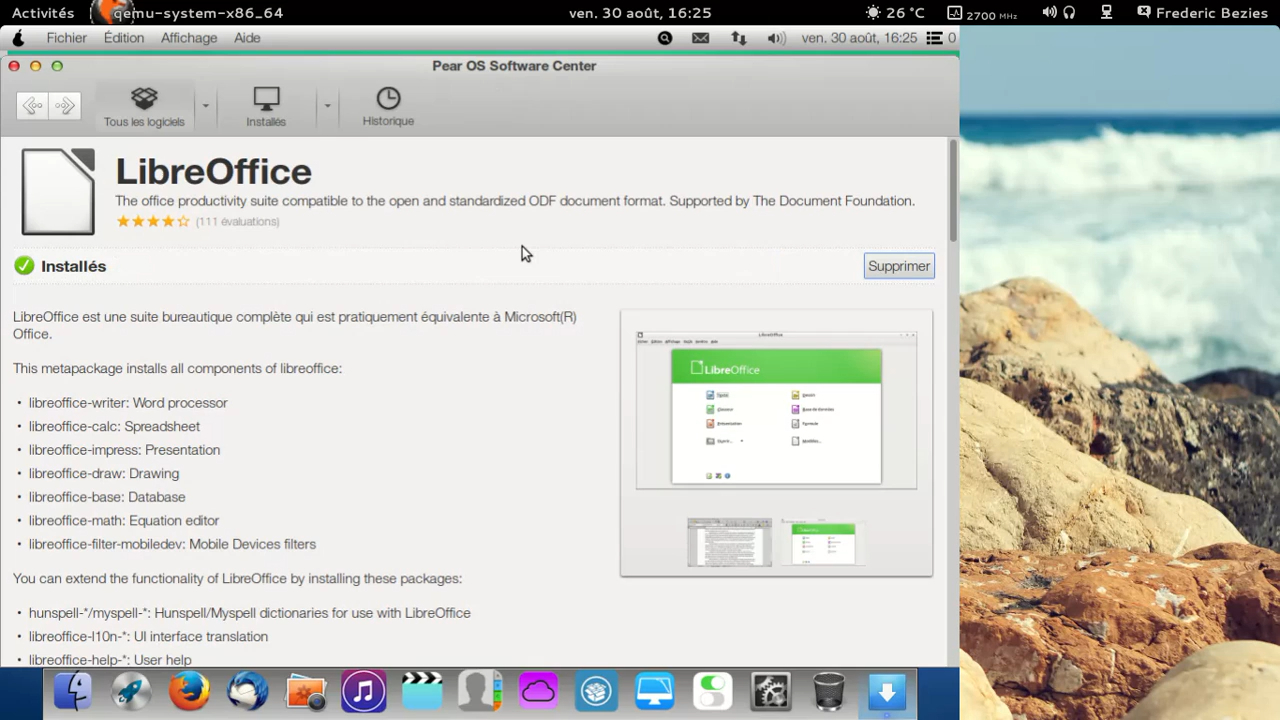 Activités qemu-system-x86_64 ven. 30 août, 16:25 26 °C 2700 MHz Frederic Bezies
Fichier Édition Affichage Aide ven. 30 août, 16:25 0
Pear OS Software Center
Tous les logiciels Installés Historique
LibreOffice
The office productivity suite compatible to the open and standardized ODF document format. Supported by The Document Foundation.
(111 évaluations)
Installés Supprimer
LibreOffice est une suite bureautique complète qui est pratiquement équivalente à Microsoft(R)
Office.
This metapackage installs all components of libreoffice:
• libreoffice-writer: Word processor
• libreoffice-calc: Spreadsheet
• libreoffice-impress: Presentation
• libreoffice-draw: Drawing
• libreoffice-base: Database
• libreoffice-math: Equation editor
• libreoffice-filter-mobiledev: Mobile Devices filters
You can extend the functionality of LibreOffice by installing these packages:
• hunspell-*/myspell-*: Hunspell/Myspell dictionaries for use with LibreOffice
• libreoffice-l10n-*: UI interface translation
• libreoffice-help-*: User help
LibreOffice
LibreOffice